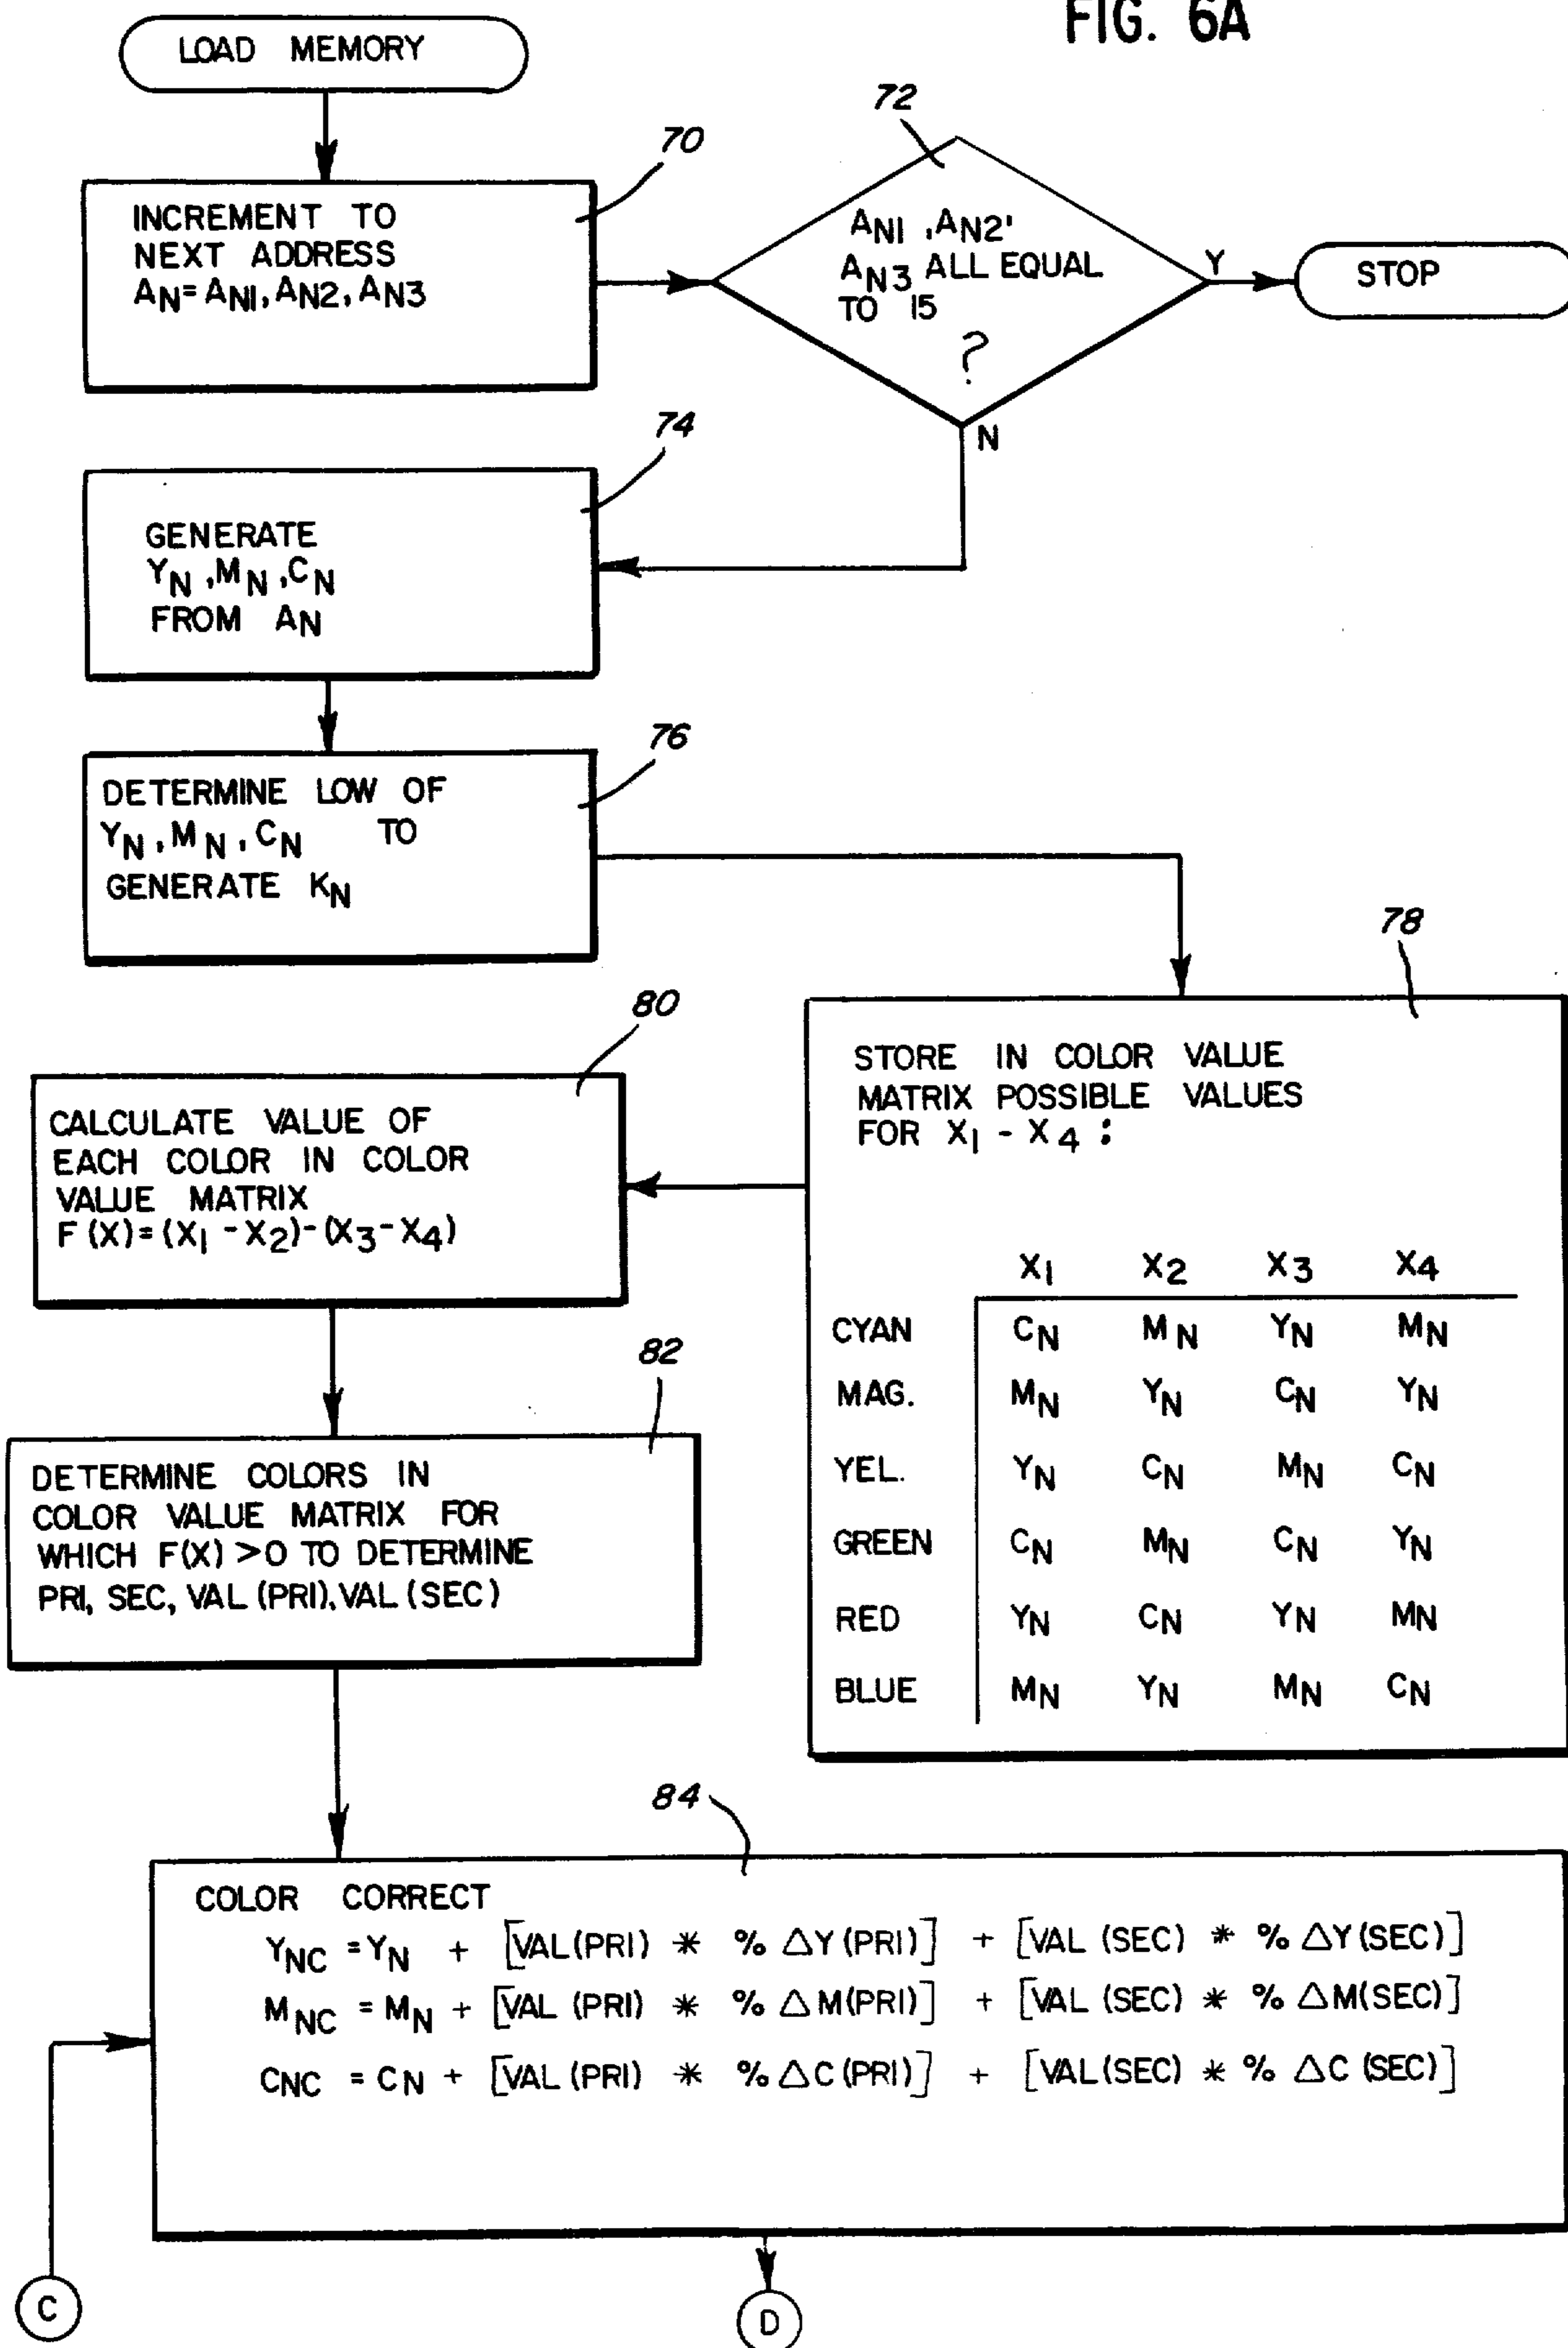 FIG. 6A
LOAD MEMORY
70
INCREMENT TO
NEXT ADDRESS
AN=AN1, AN2, AN3
72
AN1 ,AN2'
AN3 ALL EQUAL
TO 15
?
Y
STOP
N
74
GENERATE
YN ,MN ,CN
FROM AN
76
DETERMINE LOW OF
YN, MN, CN TO
GENERATE KN
78
STORE IN COLOR VALUE
MATRIX POSSIBLE VALUES
FOR X1 - X4 :
X1 X2 X3 X4
CYAN CN MN YN MN
MAG. MN YN CN YN
YEL. YN CN MN CN
GREEN CN MN CN YN
RED YN CN YN MN
BLUE MN YN MN CN
80
CALCULATE VALUE OF
EACH COLOR IN COLOR
VALUE MATRIX
F(X)=(X1-X2)-(X3-X4)
82
DETERMINE COLORS IN
COLOR VALUE MATRIX FOR
WHICH F(X) >0 TO DETERMINE
PRI, SEC, VAL (PRI), VAL (SEC)
84
COLOR CORRECT
YNC = YN + [VAL(PRI) * % ΔY(PRI)] + [VAL (SEC) * % ΔY(SEC)]
MNC = MN + [VAL (PRI) * % ΔM(PRI)] + [VAL (SEC) * % ΔM(SEC)]
CNC = CN + [VAL (PRI) * % ΔC(PRI)] + [VAL(SEC) * % ΔC (SEC)]
C
D